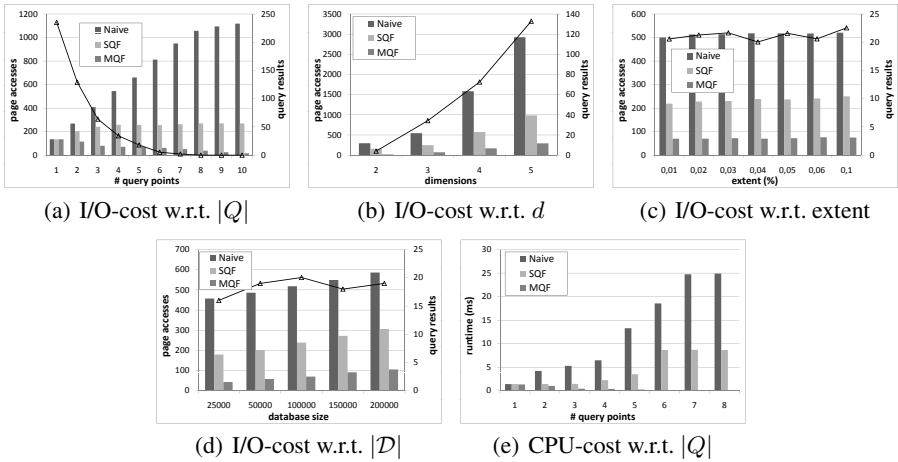 1200
1000
800
600
400
200
0
page accesses
Naive
SQF
MQF
250
200
150
100
50
0
query results
1 2 3 4 5 6 7 8 9 10
# query points
(a) I/O-cost w.r.t. |Q|
3500
3000
2500
2000
1500
1000
500
0
page accesses
Naive
SQF
MQF
140
120
100
80
60
40
20
0
query results
2 3 4 5
dimensions
(b) I/O-cost w.r.t. d
600
500
400
300
200
100
0
page accesses
Naive
SQF
MQF
25
20
15
10
5
0
query results
0,01 0,02 0,03 0,04 0,05 0,06 0,1
extent (%)
(c) I/O-cost w.r.t. extent
700
600
500
400
300
200
100
0
page accesses
Naive
SQF
MQF
25
20
15
10
5
0
query results
25000 50000 100000 150000 200000
database size
(d) I/O-cost w.r.t. |𝒟|
30
25
20
15
10
5
0
runtime (ms)
Naive
SQF
MQF
1 2 3 4 5 6 7 8
# query points
(e) CPU-cost w.r.t. |Q|